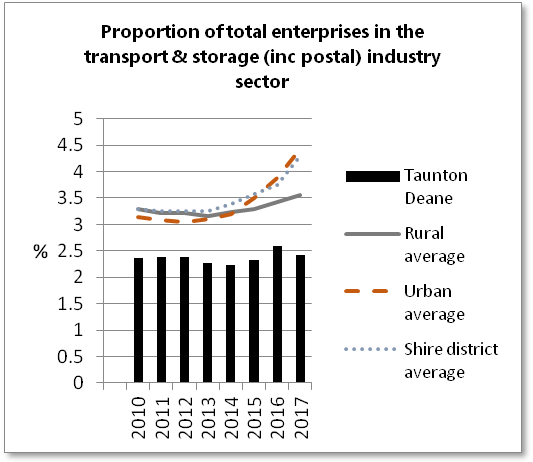 Proportion of total enterprises in the
transport & storage (inc postal) industry
sector
5
4.5
4
3.5
3
2.5
2
1.5
1
0.5
0
%
2010
2011
2012
2013
2014
2015
2016
2017
Taunton
Deane
Rural
average
Urban
average
Shire district
average